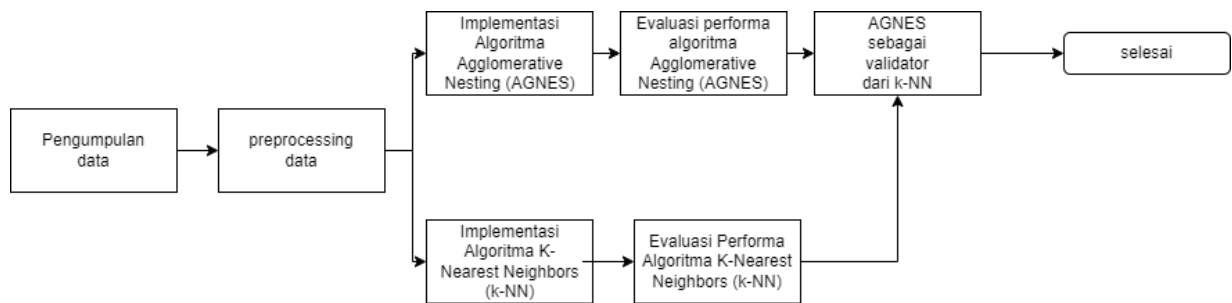 Pengumpulan
data
preprocessing
data
Implementasi
Algoritma
Agglomerative
Nesting (AGNES)
Evaluasi performa
algoritma
Agglomerative
Nesting (AGNES)
AGNES
sebagai
validator
dari k-NN
selesai
Implementasi
Algoritma K-
Nearest Neighbors
(k-NN)
Evaluasi Performa
Algoritma K-Nearest
Neighbors (k-NN)